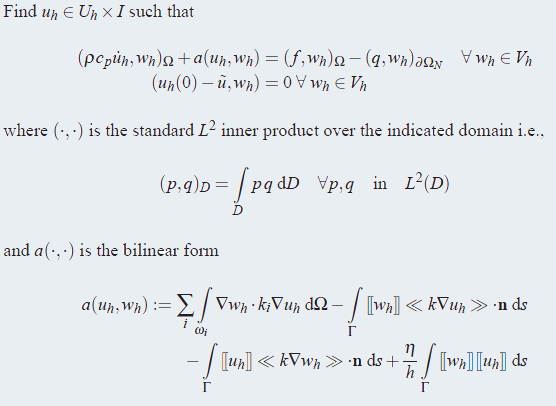 Find u_h ∈ U_h × I such that
(ρc_p u̇_h, w_h)_Ω + a(u_h, w_h) = (f, w_h)_Ω − (q, w_h)_{∂Ω_N} ∀ w_h ∈ V_h
(u_h(0) − ũ, w_h) = 0 ∀ w_h ∈ V_h
where (·,·) is the standard L² inner product over the indicated domain i.e.,
(p,q)_D = ∫_D p q dD ∀p,q in L²(D)
and a(·,·) is the bilinear form
a(u_h, w_h) := ∑_i ∫_{ω_i} ∇w_h · k_i∇u_h dΩ − ∫_Γ ⟦w_h⟧ ≪ k∇u_h ≫ ·n ds
− ∫_Γ ⟦u_h⟧ ≪ k∇w_h ≫ ·n ds + η/h ∫_Γ ⟦w_h⟧⟦u_h⟧ ds